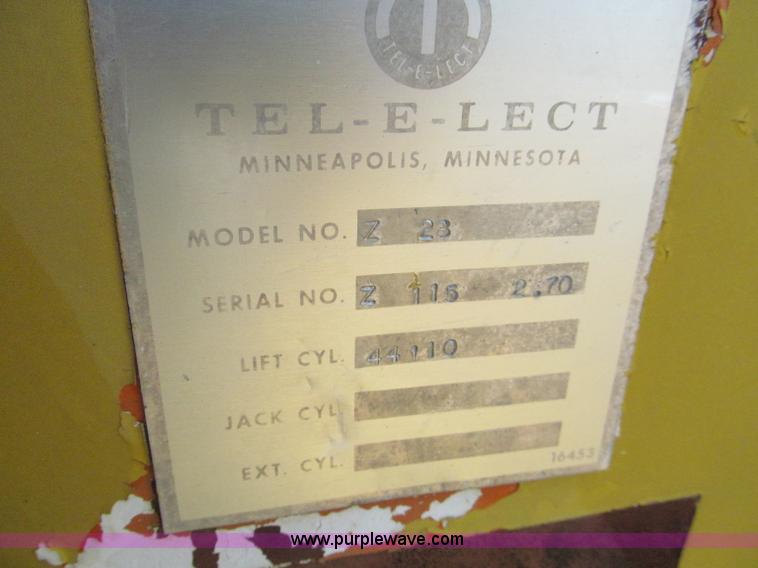 TEL-E-LECT
TEL-E-LECT
MINNEAPOLIS, MINNESOTA
MODEL NO. Z 23
SERIAL NO. Z 115 2.70
LIFT CYL. 44110
JACK CYL.
EXT. CYL.
16453
www.purplewave.com